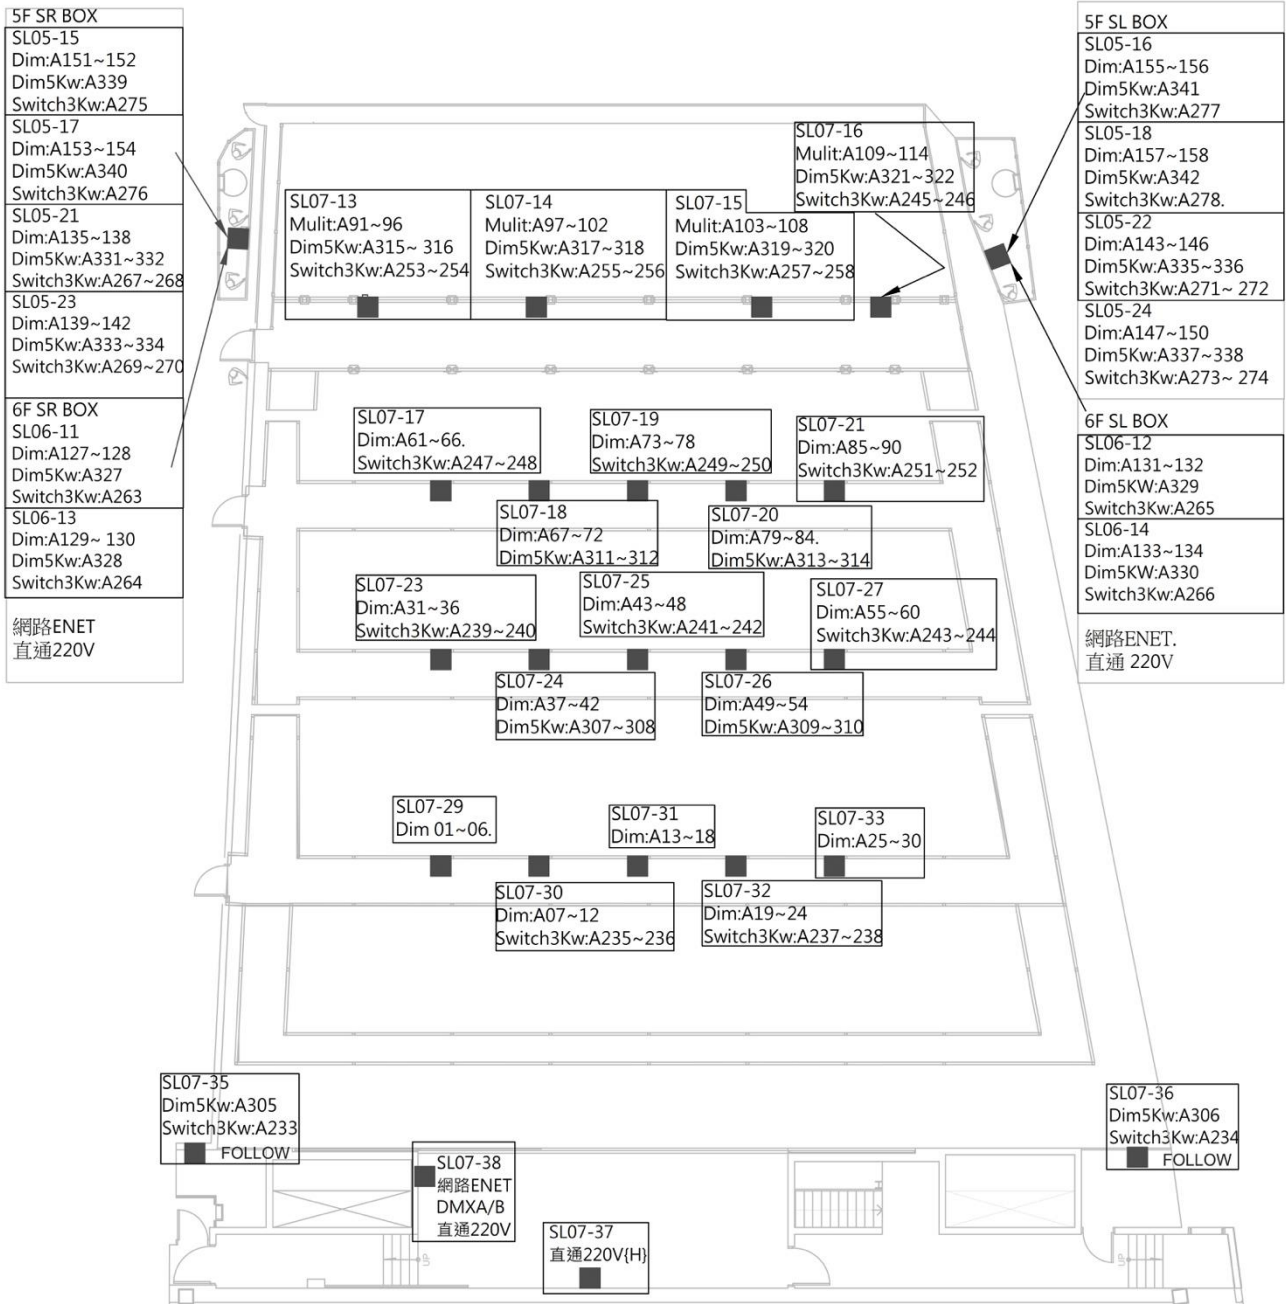 5F SR BOX
SL05-15
Dim:A151~152
Dim5Kw:A339
Switch3Kw:A275
SL05-17
Dim:A153~154
Dim5Kw:A340
Switch3Kw:A276
SL05-21
Dim:A135~138
Dim5Kw:A331~332
Switch3Kw:A267~268
SL05-23
Dim:A139~142
Dim5Kw:A333~334
Switch3Kw:A269~270
6F SR BOX
SL06-11
Dim:A127~128
Dim5Kw:A327
Switch3Kw:A263
SL06-13
Dim:A129~ 130
Dim5Kw:A328
Switch3Kw:A264
網路ENET
直通220V
5F SL BOX
SL05-16
Dim:A155~156
Dim5Kw:A341
Switch3Kw:A277
SL05-18
Dim:A157~158
Dim5Kw:A342
Switch3Kw:A278.
SL05-22
Dim:A143~146
Dim5Kw:A335~336
Switch3Kw:A271~ 272
SL05-24
Dim:A147~150
Dim5Kw:A337~338
Switch3Kw:A273~ 274
6F SL BOX
SL06-12
Dim:A131~132
Dim5KW:A329
Switch3Kw:A265
SL06-14
Dim:A133~134
Dim5KW:A330
Switch3Kw:A266
網路ENET.
直通 220V
SL07-13
Mulit:A91~96
Dim5Kw:A315~ 316
Switch3Kw:A253~254
SL07-14
Mulit:A97~102
Dim5Kw:A317~318
Switch3Kw:A255~256
SL07-15
Mulit:A103~108
Dim5Kw:A319~320
Switch3Kw:A257~258
SL07-16
Mulit:A109~114
Dim5Kw:A321~322
Switch3Kw:A245~246
SL07-17
Dim:A61~66.
Switch3Kw:A247~248
SL07-19
Dim:A73~78
Switch3Kw:A249~250
SL07-21
Dim:A85~90
Switch3Kw:A251~252
SL07-18
Dim:A67~72
Dim5Kw:A311~312
SL07-20
Dim:A79~84.
Dim5Kw:A313~314
SL07-23
Dim:A31~36
Switch3Kw:A239~240
SL07-25
Dim:A43~48
Switch3Kw:A241~242
SL07-27
Dim:A55~60
Switch3Kw:A243~244
SL07-24
Dim:A37~42
Dim5Kw:A307~308
SL07-26
Dim:A49~54
Dim5Kw:A309~310
SL07-29
Dim 01~06.
SL07-31
Dim:A13~18
SL07-33
Dim:A25~30
SL07-30
Dim:A07~12
Switch3Kw:A235~236
SL07-32
Dim:A19~24
Switch3Kw:A237~238
SL07-35
Dim5Kw:A305
Switch3Kw:A233
FOLLOW
SL07-36
Dim5Kw:A306
Switch3Kw:A234
FOLLOW
SL07-38
網路ENET
DMXA/B
直通220V
SL07-37
直通220V{H}
UP
UP